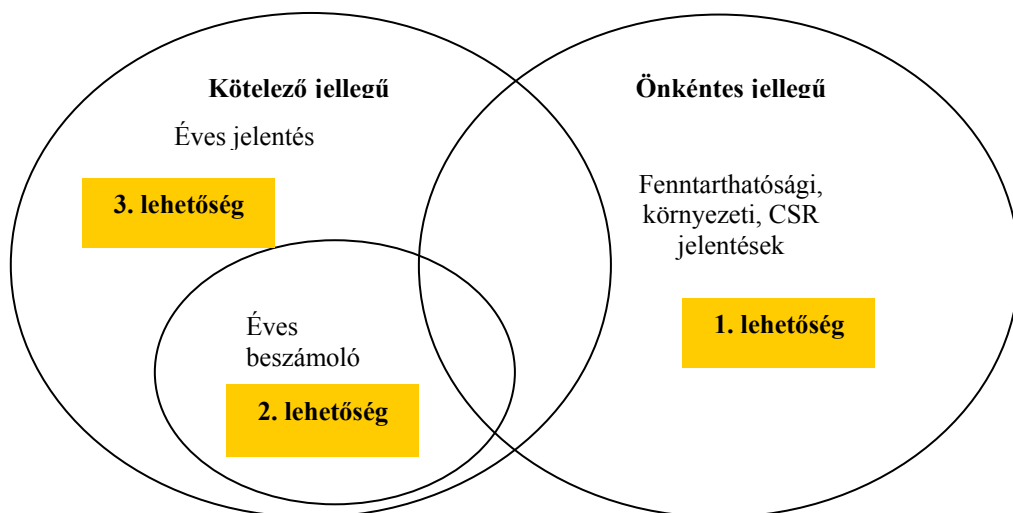 Kötelező jellegű
Éves jelentés
3. lehetőség
Éves
beszámoló
2. lehetőség
Önkéntes jellegű
Fenntarthatósági,
környezeti, CSR
jelentések
1. lehetőség